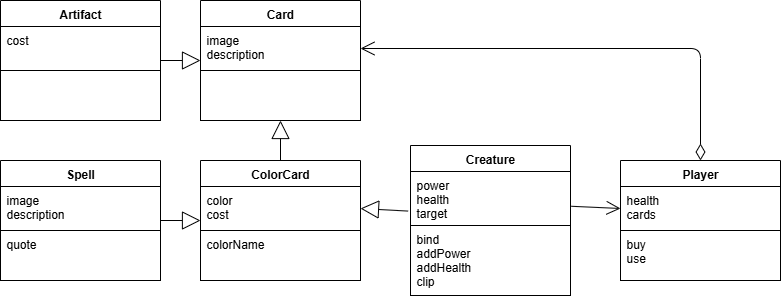 Artifact
cost
Card
image
description
Spell
image
description
quote
ColorCard
color
cost
colorName
Creature
power
health
target
bind
addPower
addHealth
clip
Player
health
cards
buy
use